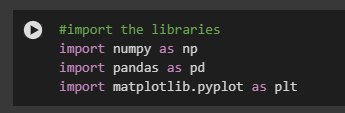 #import the libraries
import numpy as np
import pandas as pd
import matplotlib.pyplot as plt